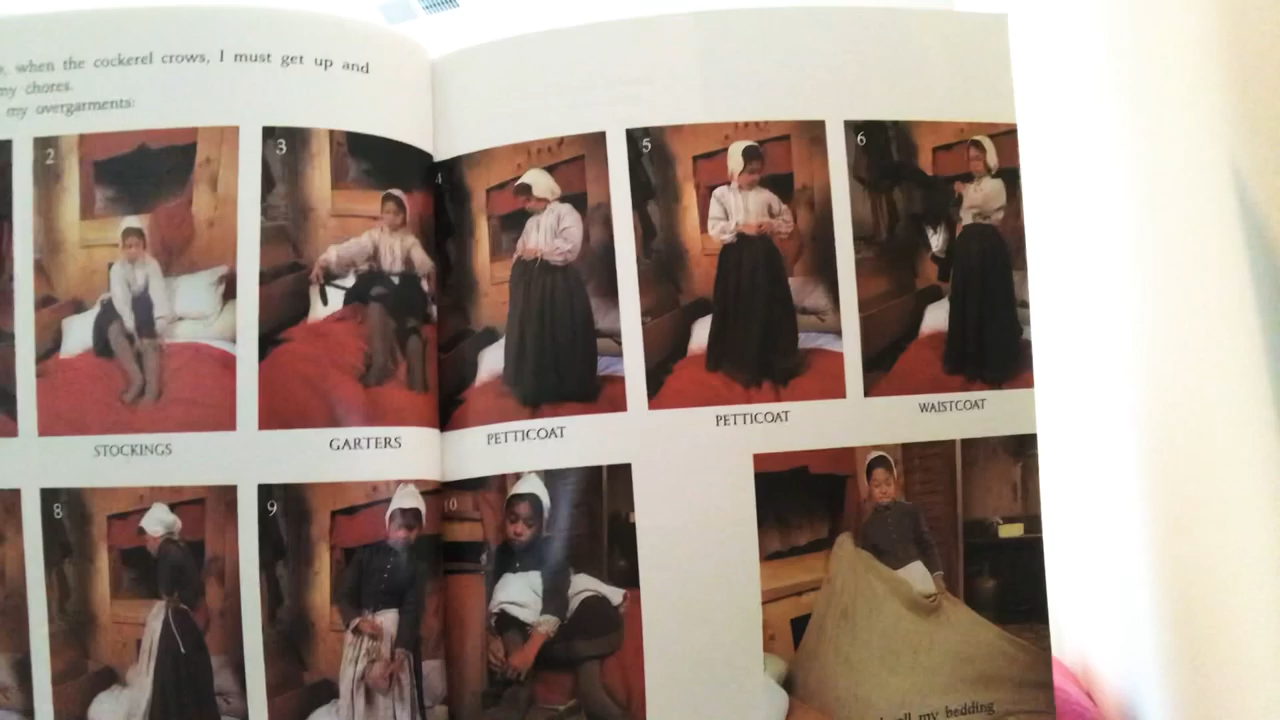 when the cockerel crows, I must get up and
my chores.
my overgarments:
2
3
4
5
6
STOCKINGS
GARTERS
PETTICOAT
PETTICOAT
WAISTCOAT
8
9
10
my bedding